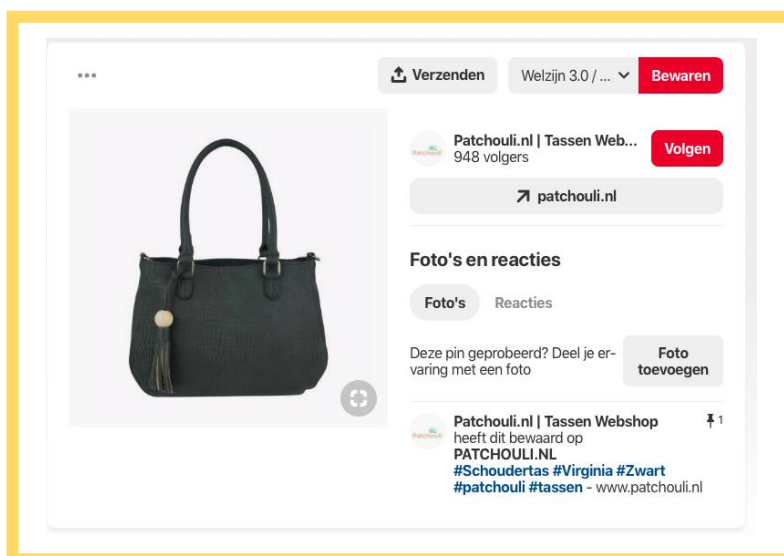 Verzenden
Welzijn 3.0 / ...
Bewaren
Patchouli
Patchouli.nl | Tassen Web...
948 volgers
Volgen
patchouli.nl
Foto's en reacties
Foto's
Reacties
Deze pin geprobeerd? Deel je er-
varing met een foto
Foto
toevoegen
Patchouli
Patchouli.nl | Tassen Webshop
1
heeft dit bewaard op
PATCHOULI.NL
#Schoudertas #Virginia #Zwart
#patchouli #tassen - www.patchouli.nl